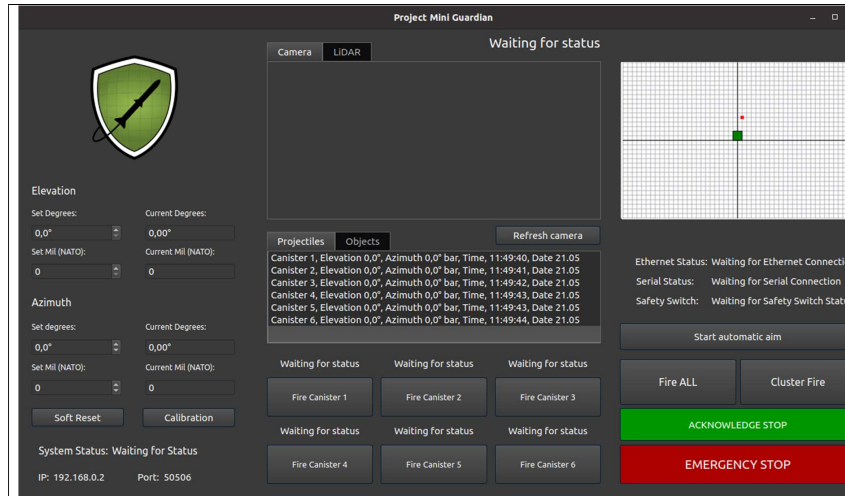 Project Mini Guardian
Camera LiDAR
Waiting for status
Elevation
Set Degrees: Current Degrees:
0,0° 0,00°
Set Mil (NATO): Current Mil (NATO):
0 0
Azimuth
Set degrees: Current Degrees:
0,0° 0,00°
Set Mil (NATO): Current Mil (NATO):
0 0
Soft Reset Calibration
System Status: Waiting for Status
IP: 192.168.0.2 Port: 50506
Projectiles Objects
Refresh camera
Canister 1, Elevation 0,0°, Azimuth 0,0° bar, Time, 11:49:40, Date 21.05
Canister 2, Elevation 0,0°, Azimuth 0,0° bar, Time, 11:49:41, Date 21.05
Canister 3, Elevation 0,0°, Azimuth 0,0° bar, Time, 11:49:42, Date 21.05
Canister 4, Elevation 0,0°, Azimuth 0,0° bar, Time, 11:49:43, Date 21.05
Canister 5, Elevation 0,0°, Azimuth 0,0° bar, Time, 11:49:43, Date 21.05
Canister 6, Elevation 0,0°, Azimuth 0,0° bar, Time, 11:49:44, Date 21.05
Waiting for status Waiting for status Waiting for status
Fire Canister 1 Fire Canister 2 Fire Canister 3
Waiting for status Waiting for status Waiting for status
Fire Canister 4 Fire Canister 5 Fire Canister 6
Ethernet Status: Waiting for Ethernet Connecti
Serial Status: Waiting for Serial Connection
Safety Switch: Waiting for Safety Switch Stat
Start automatic aim
Fire ALL Cluster Fire
ACKNOWLEDGE STOP
EMERGENCY STOP